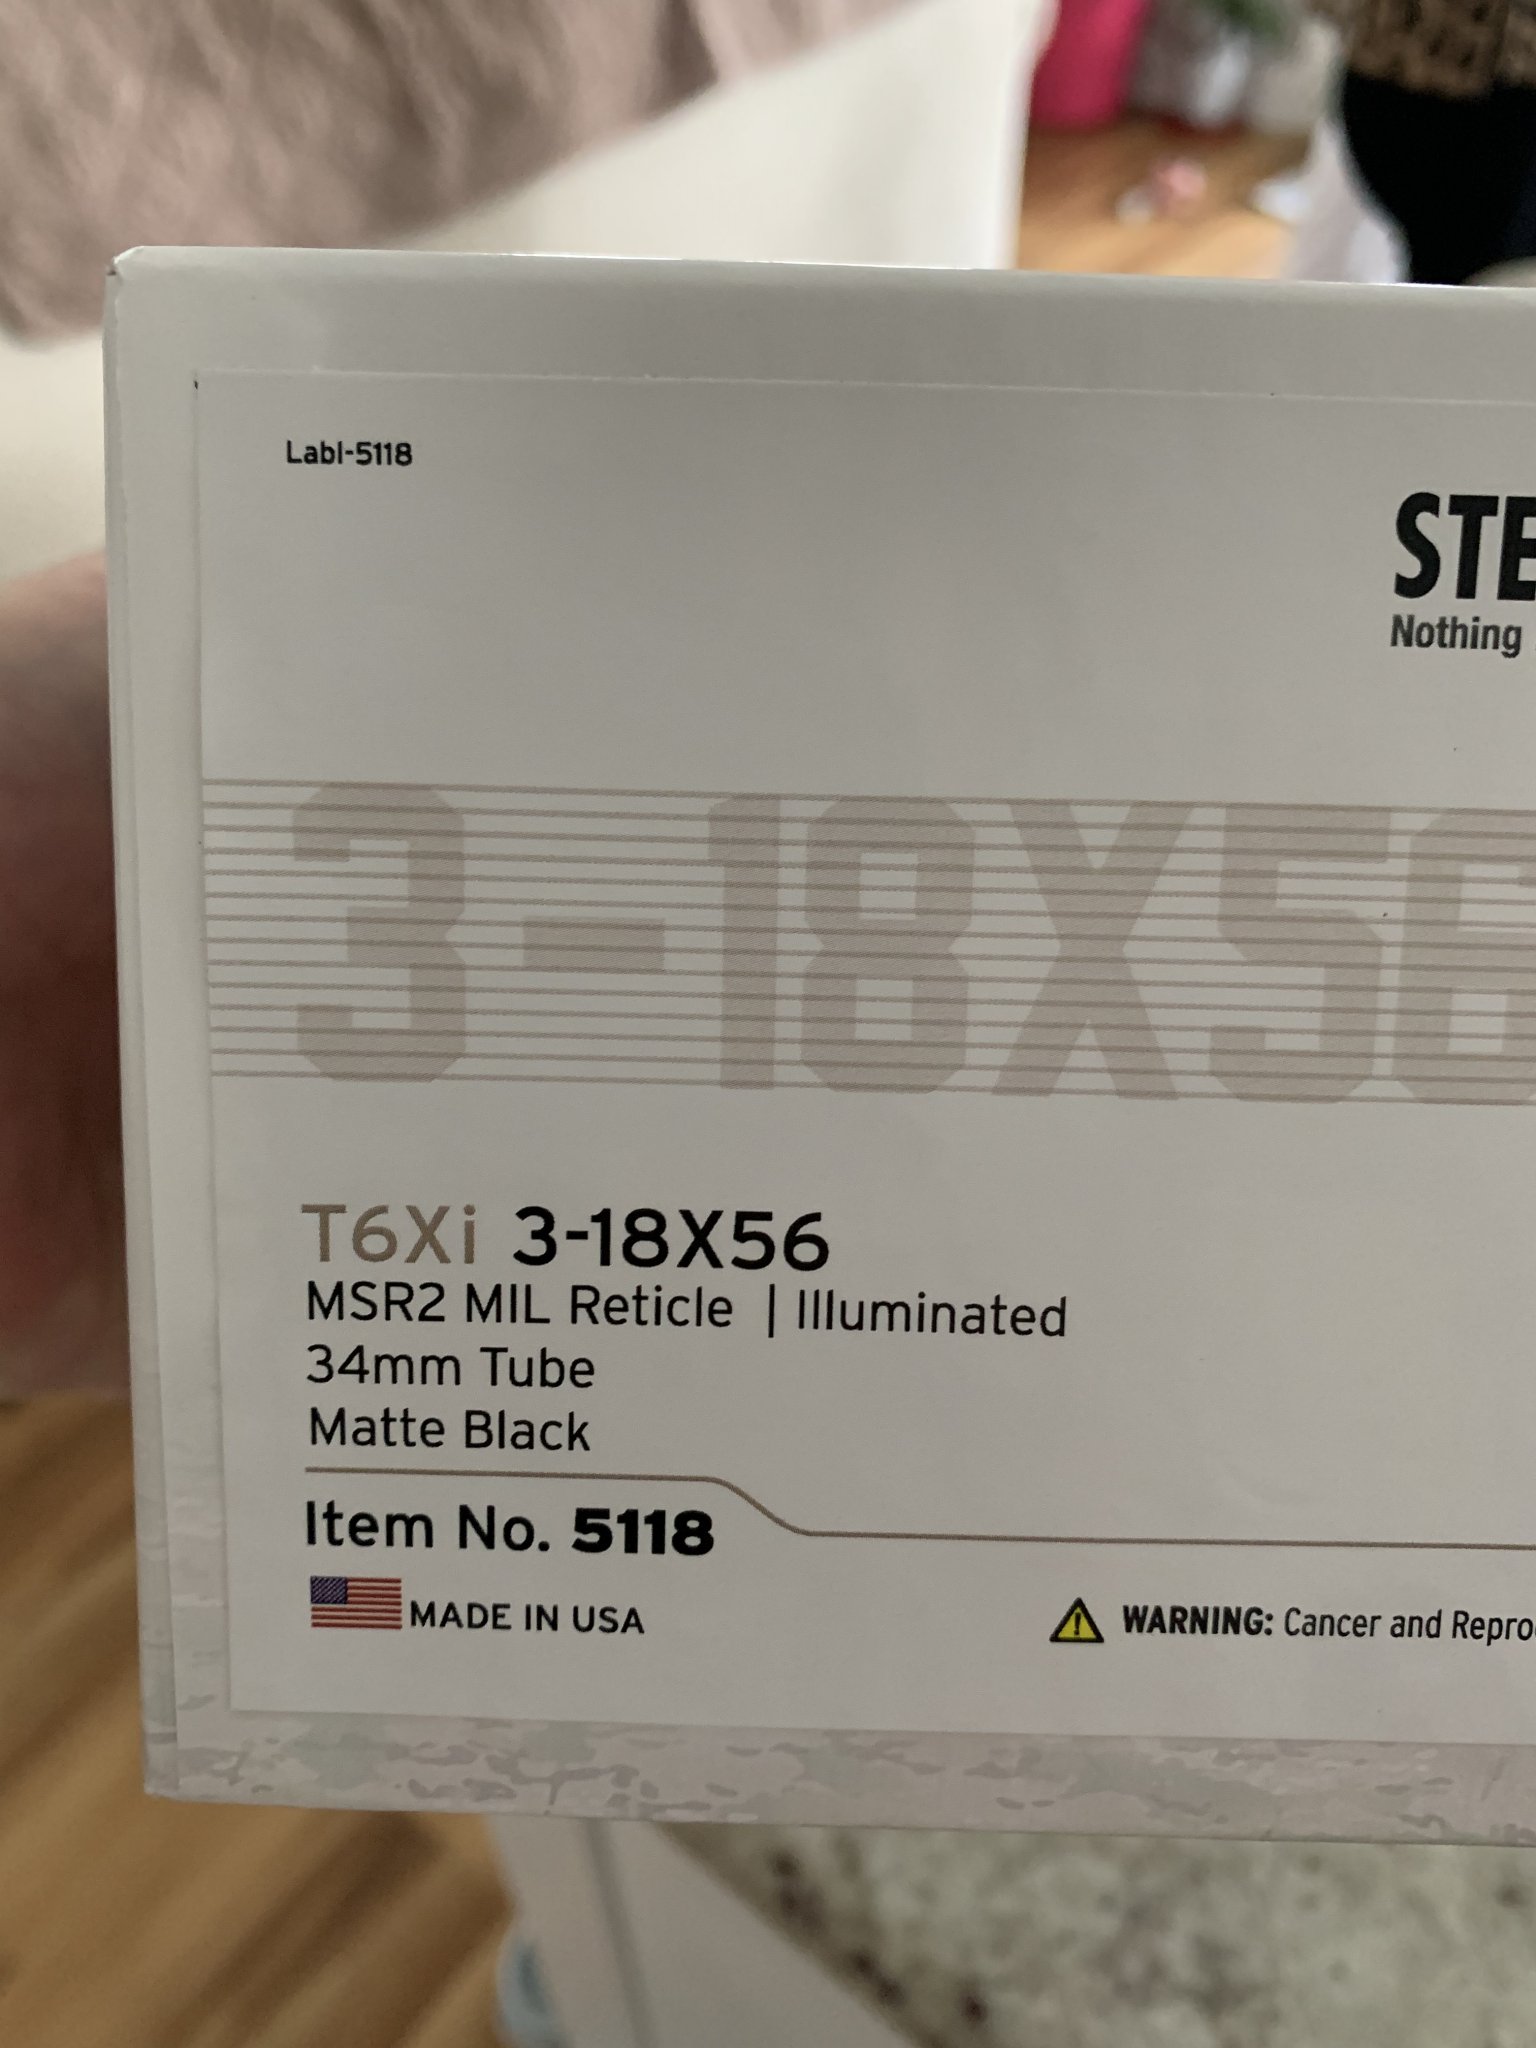 Labl-5118
STE
Nothing
3-18X56
T6Xi 3-18X56
MSR2 MIL Reticle | Illuminated
34mm Tube
Matte Black
Item No. 5118
MADE IN USA
WARNING: Cancer and Repro